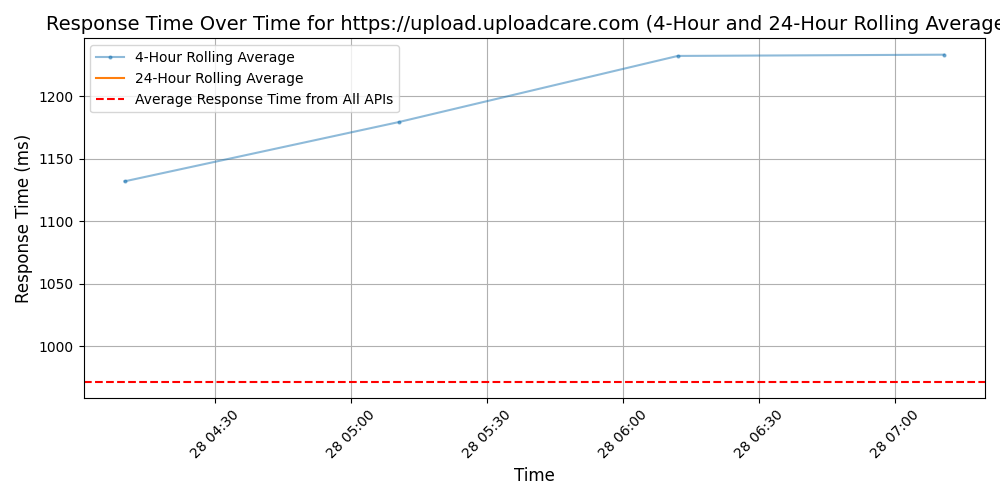 Response Time Over Time for https://upload.uploadcare.com (4-Hour and 24-Hour Rolling Average
4-Hour Rolling Average
24-Hour Rolling Average
Average Response Time from All APIs
Response Time (ms)
1200
1150
1100
1050
1000
28 04:30
28 05:00
28 05:30
28 06:00
28 06:30
28 07:00
Time